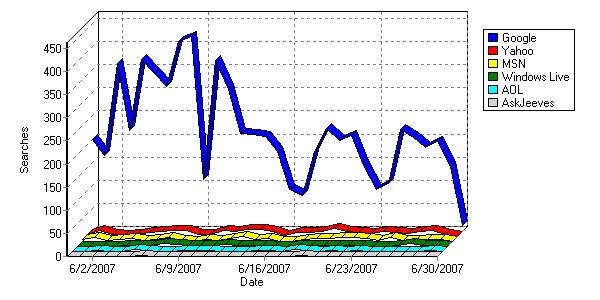 450
400
350
300
250
200
150
100
50
0
Searches
6/2/2007 6/9/2007 6/16/2007 6/23/2007 6/30/2007
Date
Google
Yahoo
MSN
Windows Live
AOL
AskJeeves